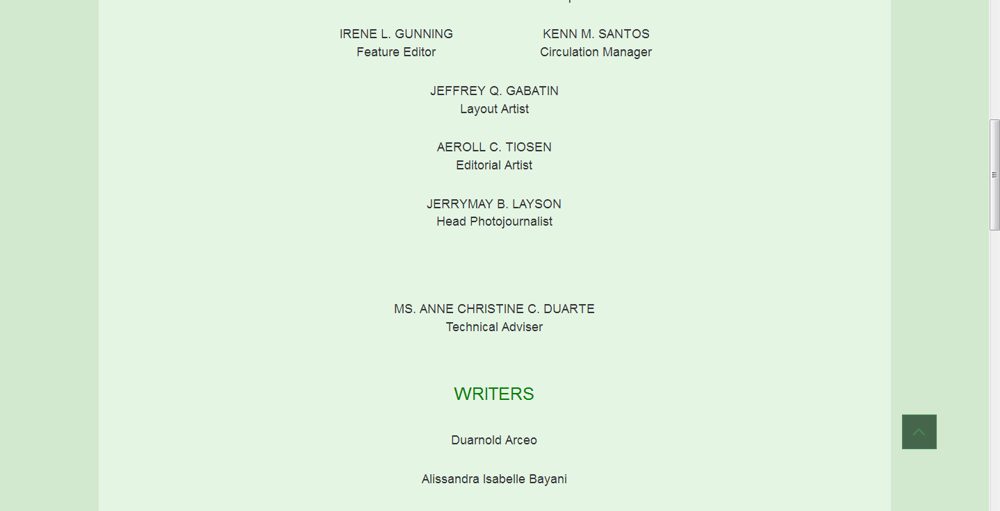 IRENE L. GUNNING KENN M. SANTOS
Feature Editor Circulation Manager
JEFFREY Q. GABATIN
Layout Artist
AEROLL C. TIOSEN
Editorial Artist
JERRYMAY B. LAYSON
Head Photojournalist
MS. ANNE CHRISTINE C. DUARTE
Technical Adviser
WRITERS
Duarnold Arceo
Alissandra Isabelle Bayani